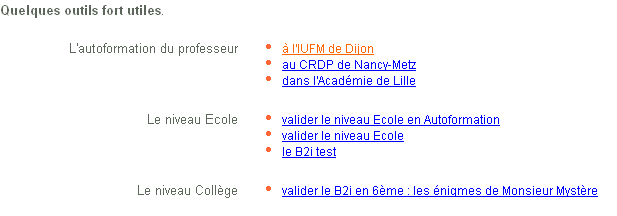 Quelques outils fort utiles.
L'autoformation du professeur
à l'IUFM de Dijon
au CRDP de Nancy-Metz
dans l'Académie de Lille
Le niveau Ecole
valider le niveau Ecole en Autoformation
valider le niveau Ecole
le B2i test
Le niveau Collège
valider le B2i en 6ème : les énigmes de Monsieur Mystère